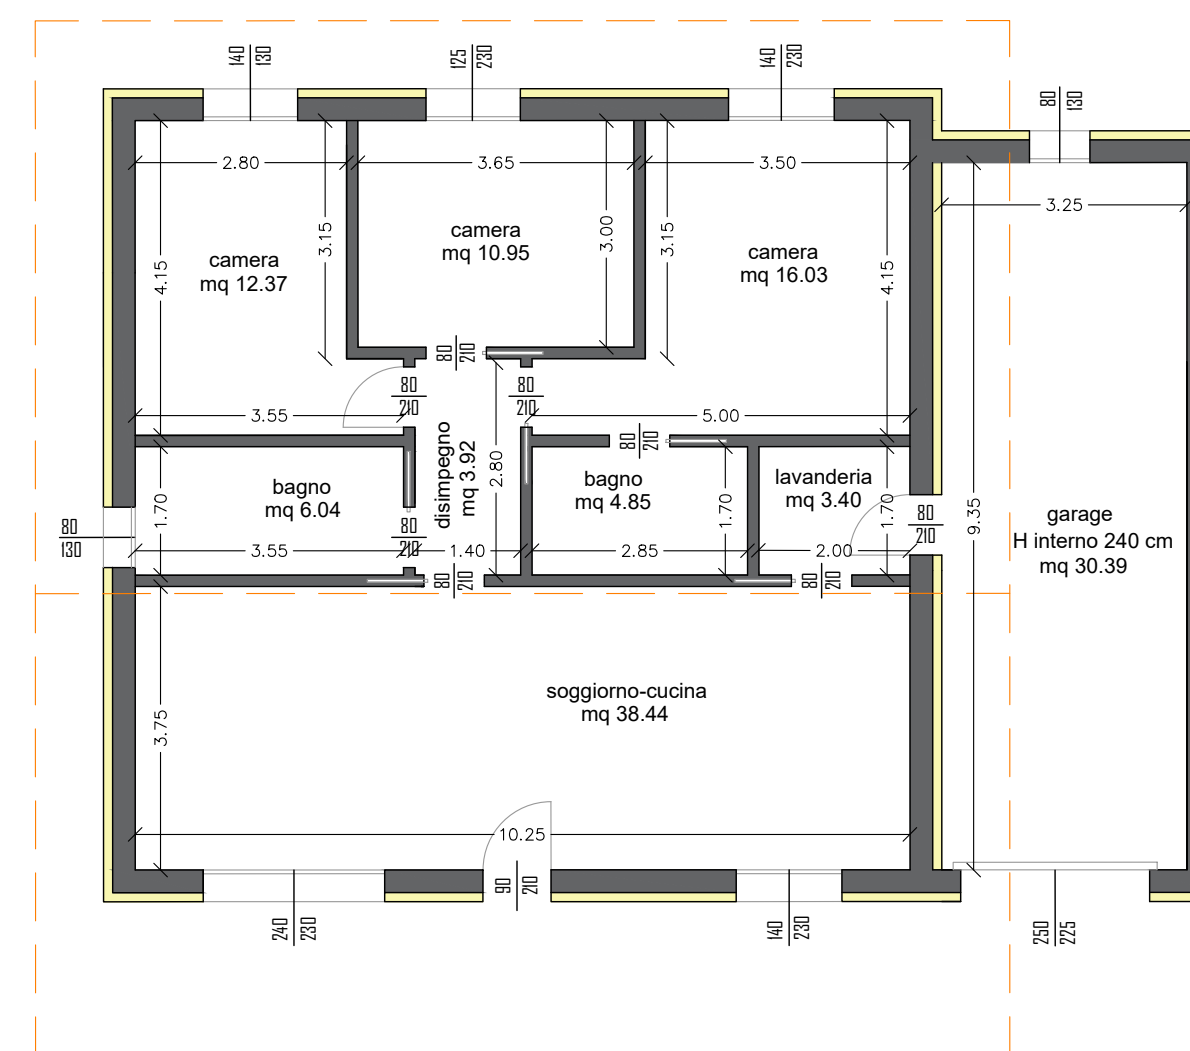 140
130
125
230
140
230
80
130
2.80
3.65
3.50
3.25
camera
mq 12.37
3.15
4.15
camera
mq 10.95
3.00
3.15
camera
mq 16.03
4.15
80
210
80
210
80
210
3.55
5.00
disimpegno
mq 3.92
2.80
80
210
bagno
mq 6.04
1.70
bagno
mq 4.85
1.70
lavanderia
mq 3.40
1.70
80
210
9.35
garage
H interno 240 cm
mq 30.39
80
130
80
210
3.55
1.40
2.85
2.00
80
210
80
210
soggiorno-cucina
mq 38.44
3.75
10.25
90
210
240
230
140
230
250
225